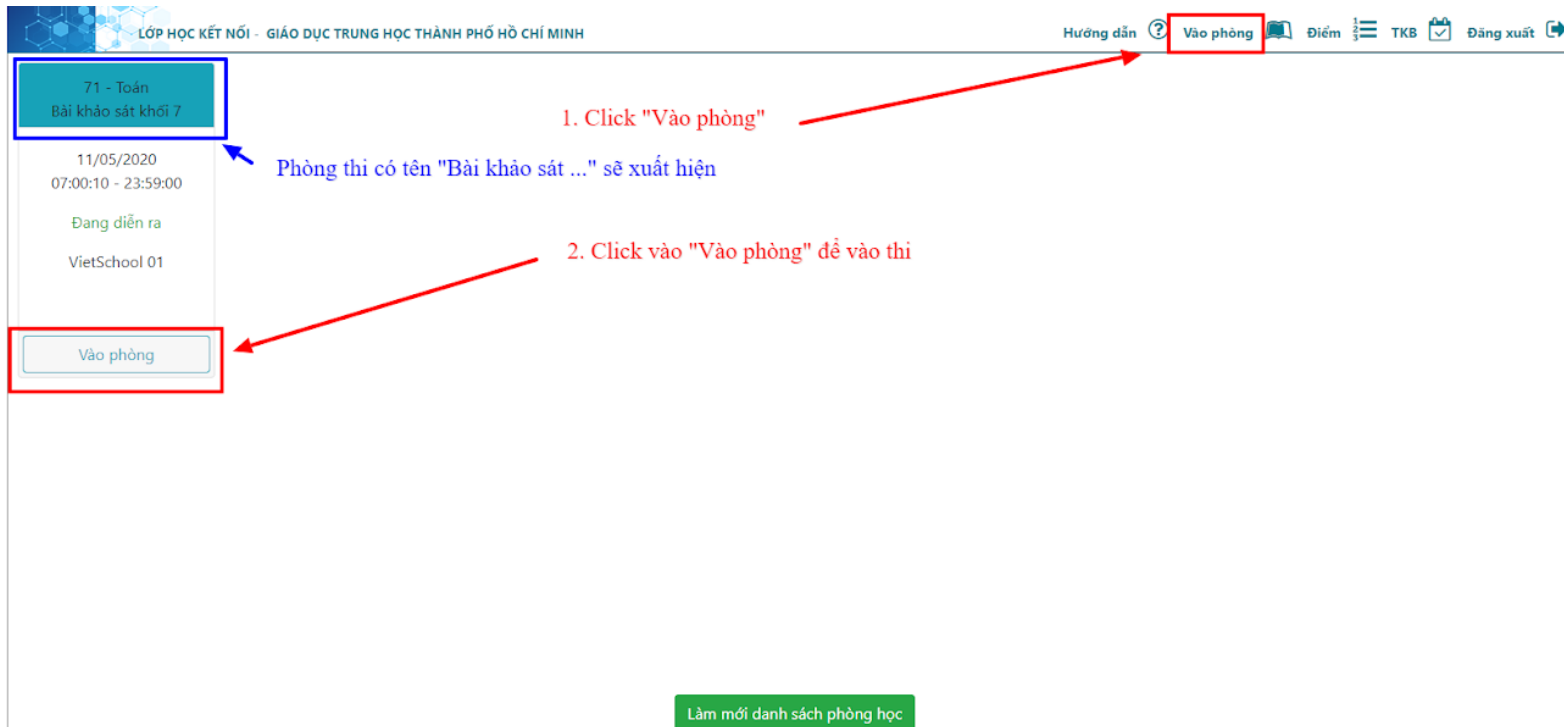 LỚP HỌC KẾT NỐI - GIÁO DỤC TRUNG HỌC THÀNH PHỐ HỒ CHÍ MINH
Hướng dẫn Vào phòng Điểm TKB Đăng xuất
71 - Toán
Bài khảo sát khối 7
1. Click "Vào phòng"
Phòng thi có tên "Bài khảo sát ..." sẽ xuất hiện
11/05/2020
07:00:10 - 23:59:00
Đang diễn ra
VietSchool 01
2. Click vào "Vào phòng" để vào thi
Vào phòng
Làm mới danh sách phòng học